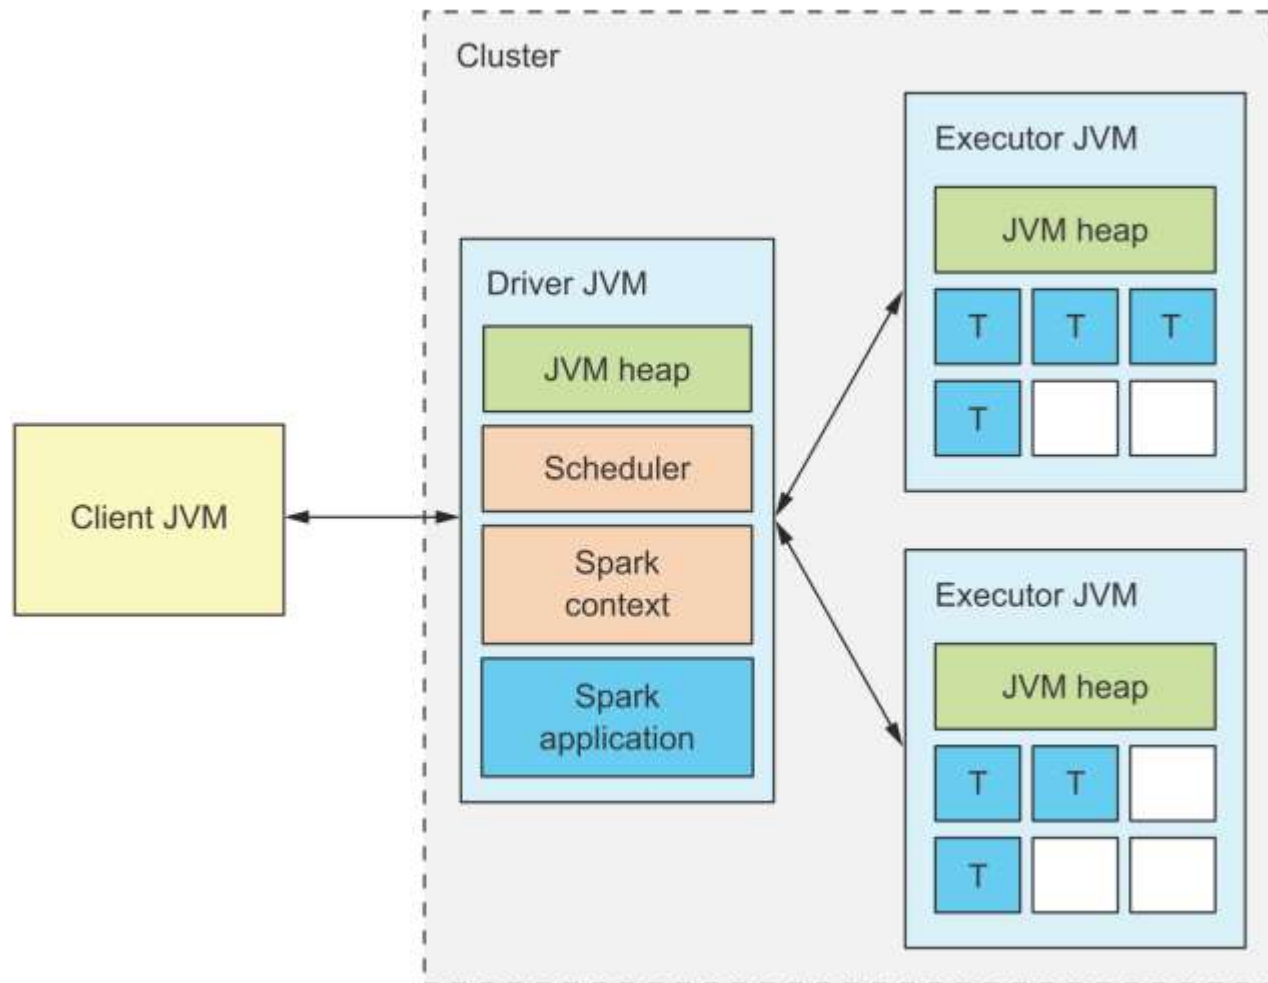 Cluster
Client JVM
Driver JVM
JVM heap
Scheduler
Spark
context
Spark
application
Executor JVM
JVM heap
T
T
T
T
Executor JVM
JVM heap
T
T
T